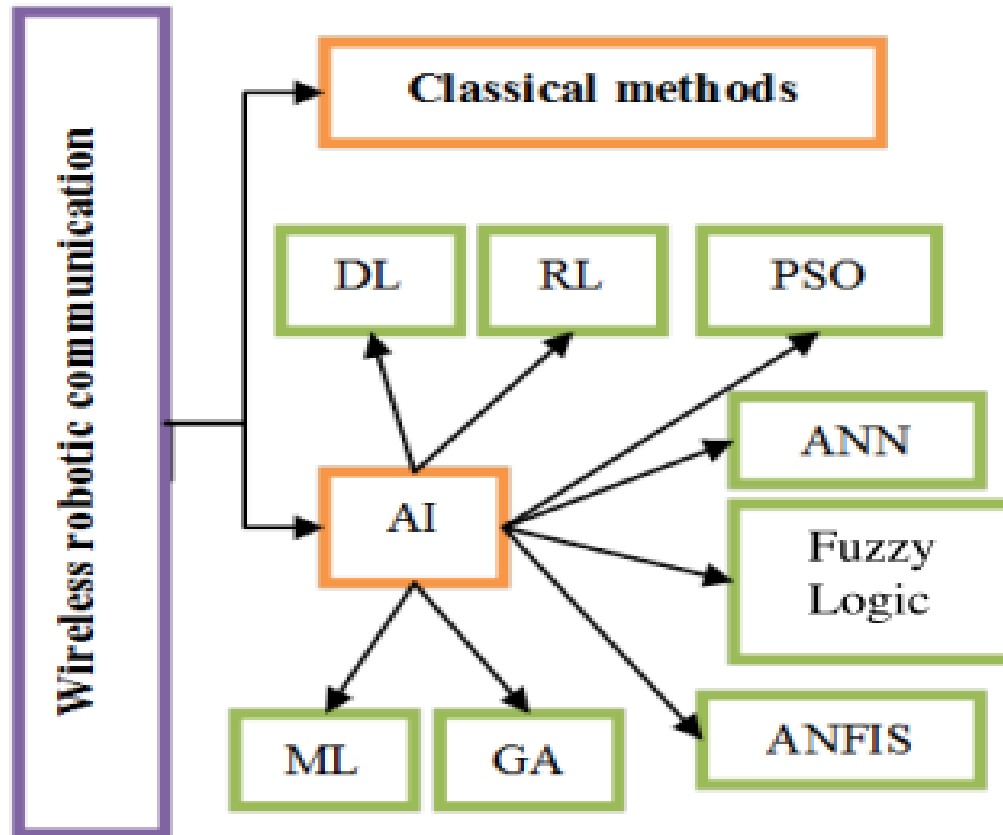 Wireless robotic communication
Classical methods
DL
RL
PSO
ANN
AI
Fuzzy
Logic
ML
GA
ANFIS